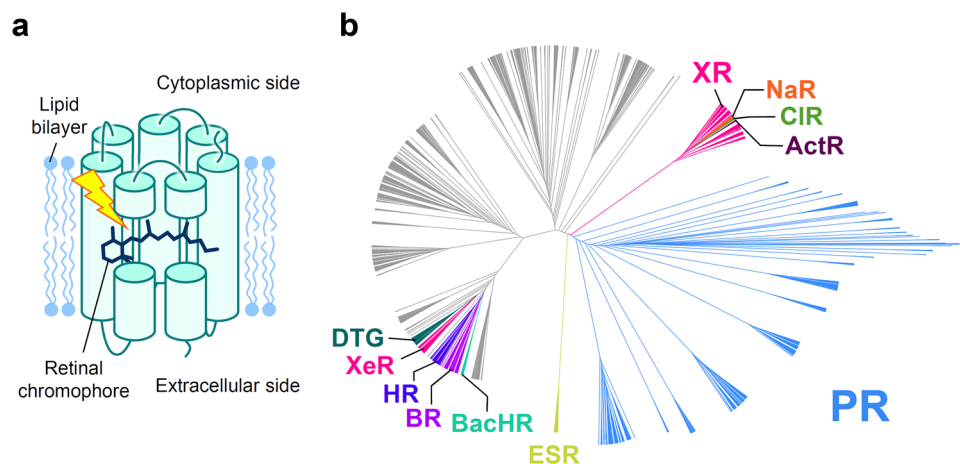 a
Cytoplasmic side
Lipid
bilayer
Retinal
chromophore
Extracellular side
b
XR
NaR
ClR
ActR
PR
DTG
XeR
HR
BR
BacHR
ESR